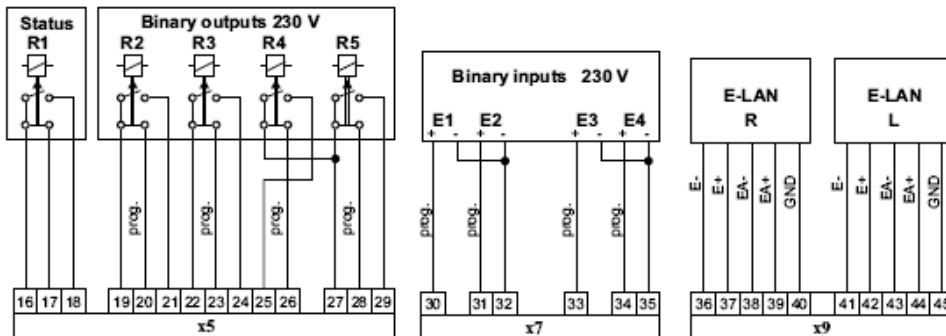 Status
R1
Binary outputs 230 V
R2 R3 R4 R5
prog. prog. prog.
16 17 18 19 20 21 22 23 24 25 26 27 28 29
x5
Binary inputs 230 V
E1 E2 E3 E4
+ - + - + - + -
prog. prog. prog.
30 31 32 33 34 35
x7
E-LAN
R
E- E+ EA- EA+ GND
E-LAN
L
E- E+ EA- EA+ GND
36 37 38 39 40 41 42 43 44 45
x9